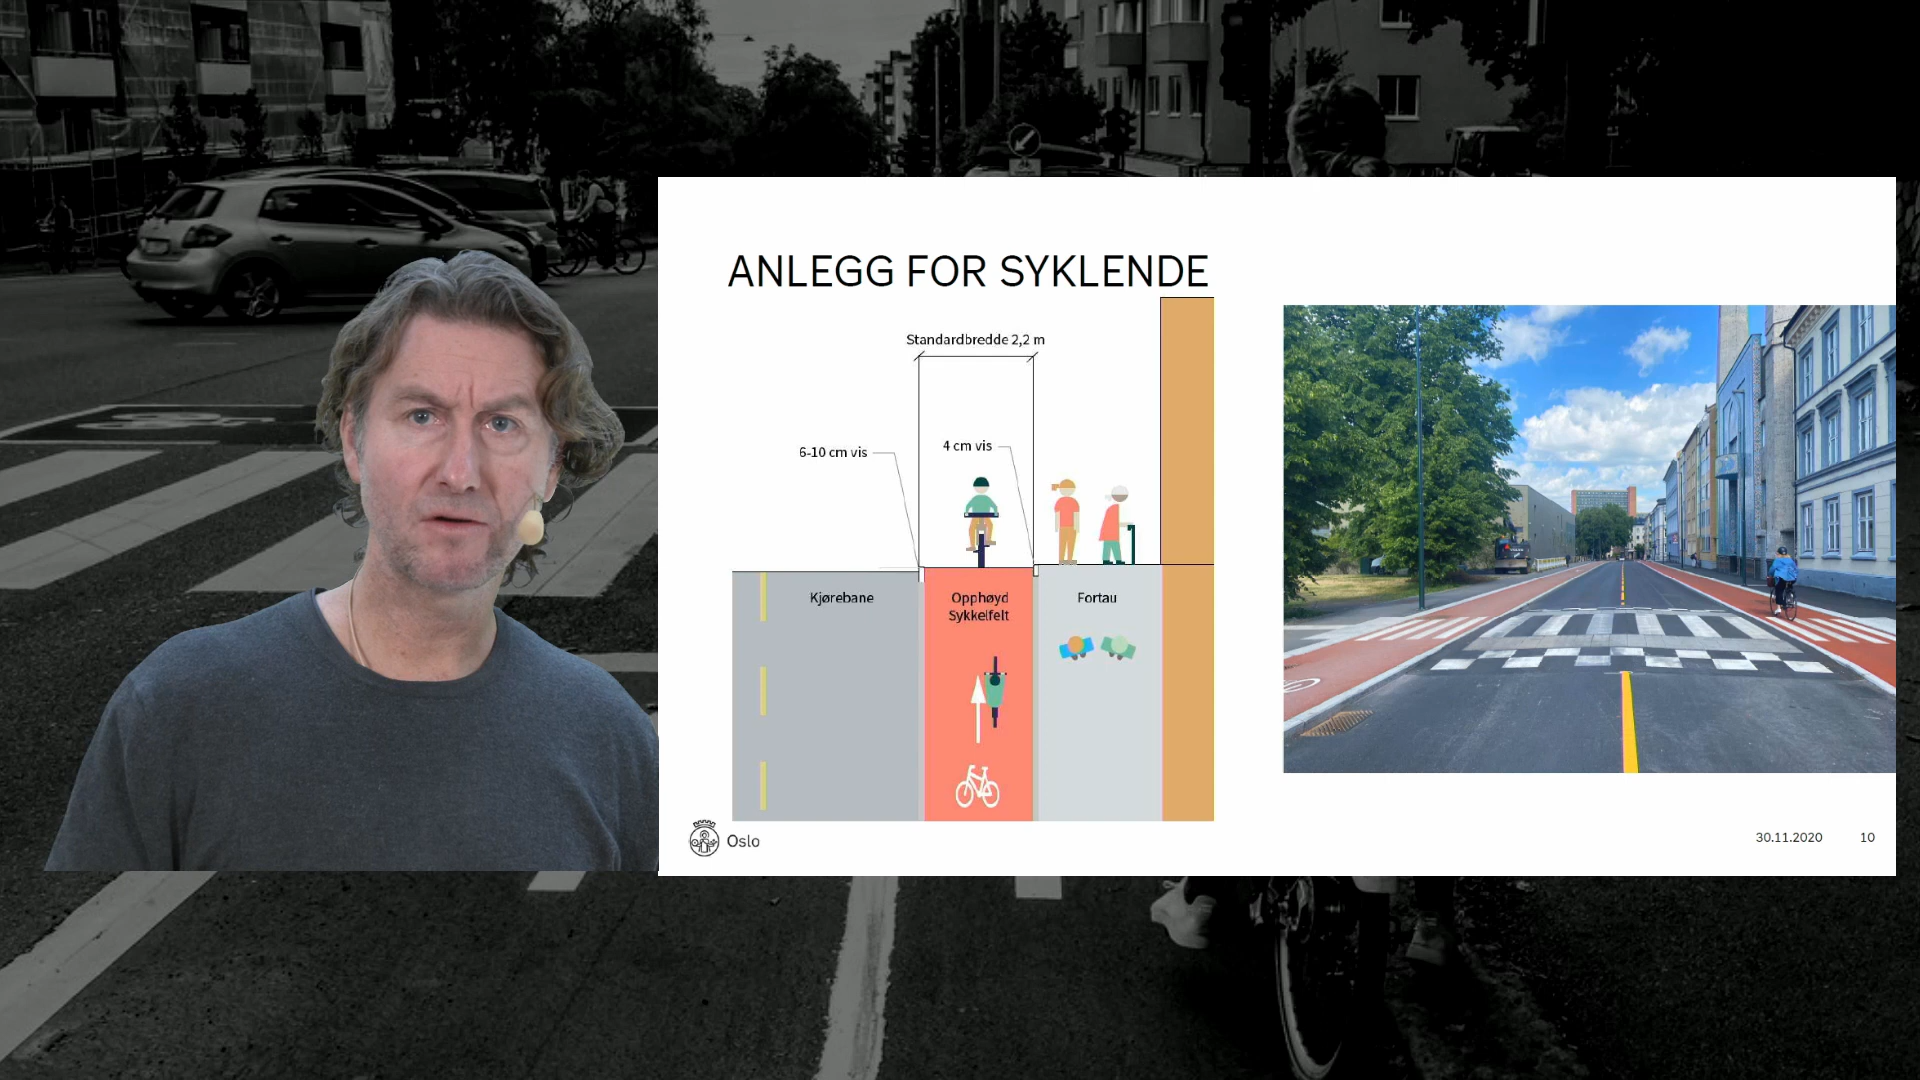 ANLEGG FOR SYKLENDE
Standardbredde 2,2 m
6-10 cm vis
4 cm vis
Kjørebane
Opphøyd
Sykkelfelt
Fortau
Oslo
30.11.2020
10